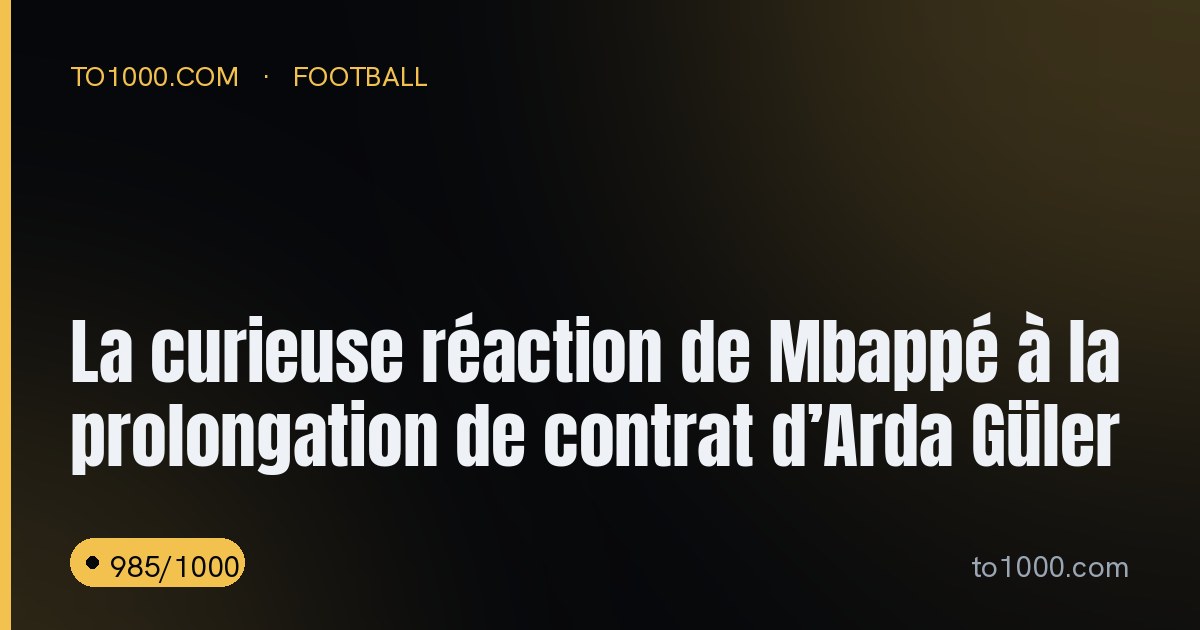 TO1000.COM · FOOTBALL
La curieuse réaction de Mbappé à la
prolongation de contrat d’Arda Güler
985/1000
to1000.com